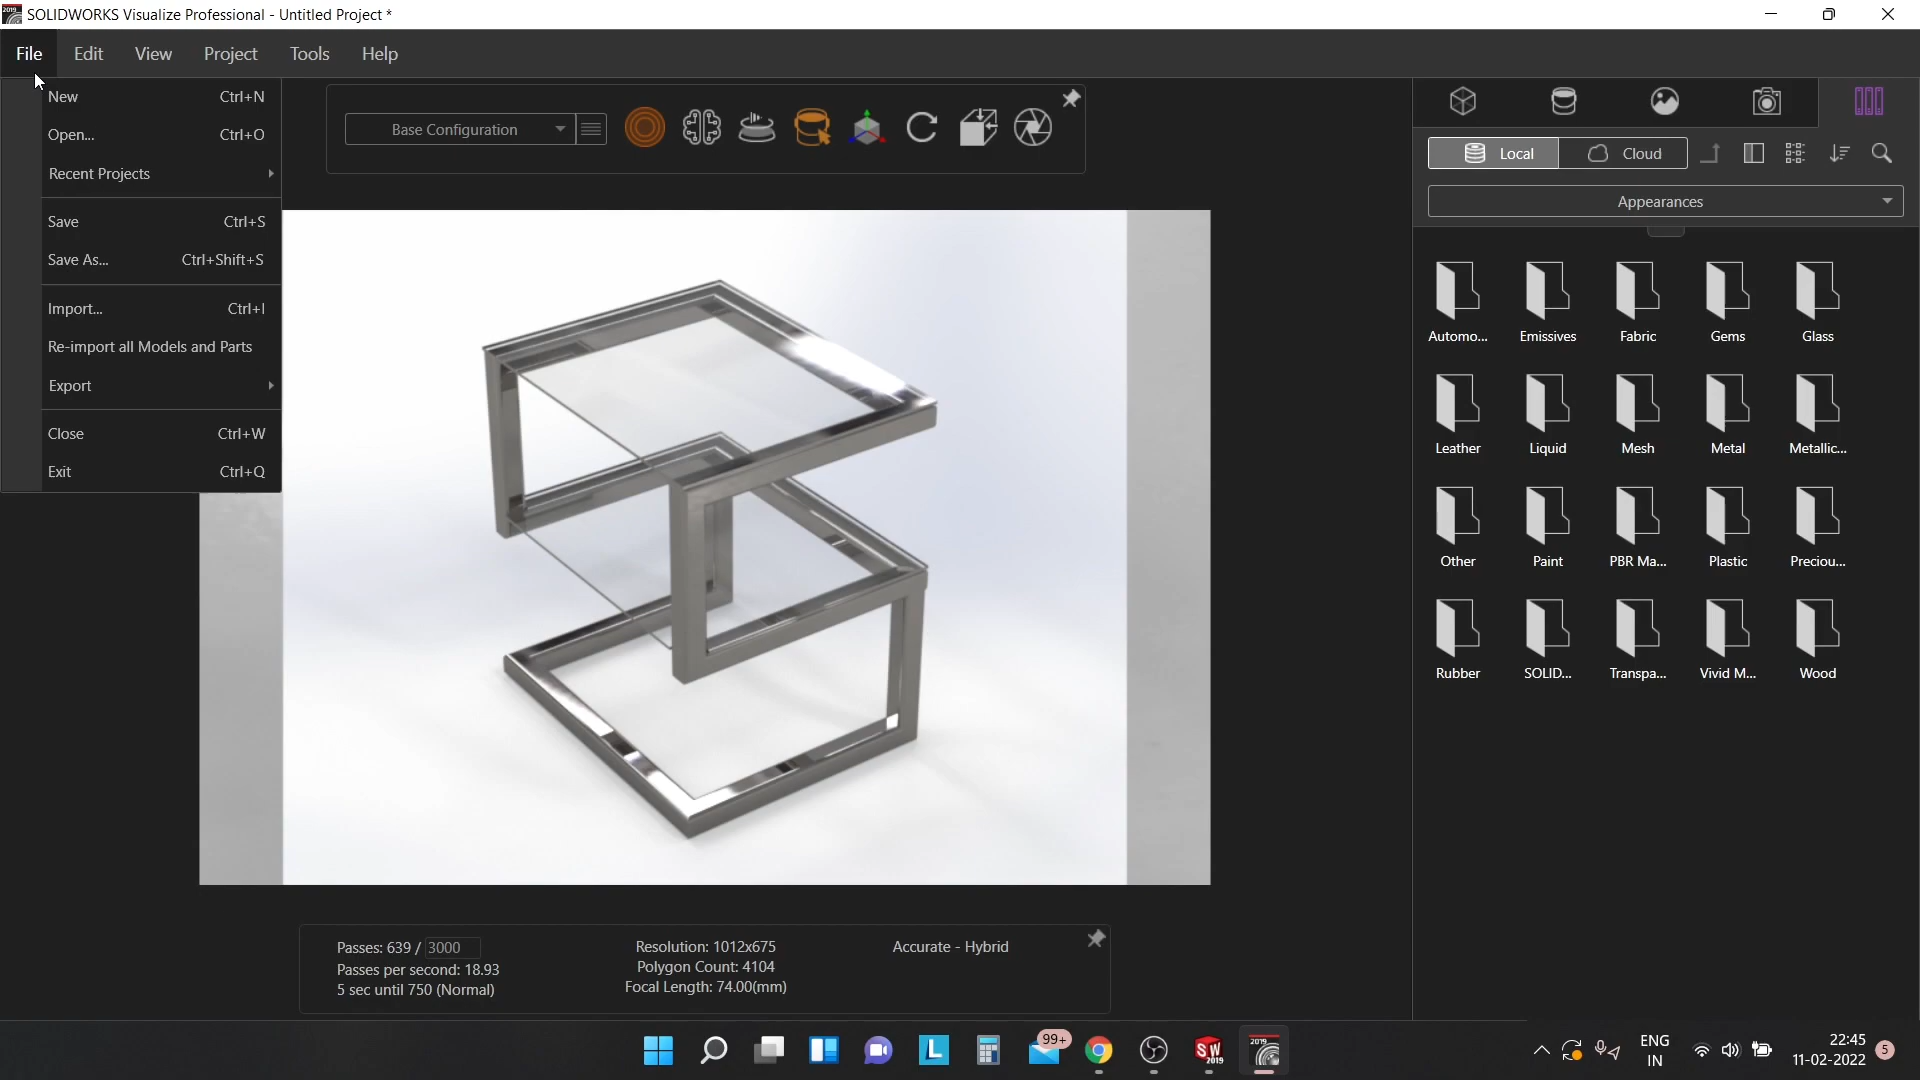 SOLIDWORKS Visualize Professional - Untitled Project *
File Edit View Project Tools Help
New Ctrl+N
Open... Ctrl+O
Recent Projects
Save Ctrl+S
Save As... Ctrl+Shift+S
Import... Ctrl+I
Re-import all Models and Parts
Export
Close Ctrl+W
Exit Ctrl+Q
Base Configuration
Local Cloud
Appearances
Automo... Emissives Fabric Gems Glass
Leather Liquid Mesh Metal Metallic...
Other Paint PBR Ma... Plastic Preciou...
Rubber SOLID... Transpa... Vivid M... Wood
Passes: 639 / 3000
Passes per second: 18.93
5 sec until 750 (Normal)
Resolution: 1012x675
Polygon Count: 4104
Focal Length: 74.00(mm)
Accurate - Hybrid
L
99+
SW
2019
2019
ENG
IN
22:45
11-02-2022
5